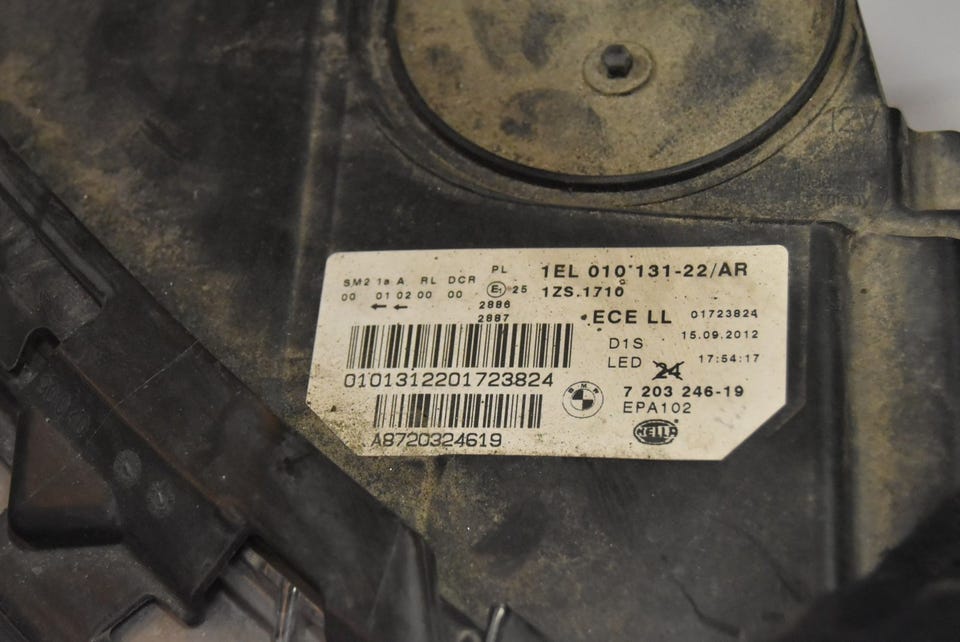 SM2 1a A RL DCR PL
00 01 02 00 00 E1 25
2886
2887
1EL 010 131-22/AR
1ZS.1710
ECE LL 01723824
D1S 15.09.2012
LED 24 17:54:17
0101312201723824
BMW
7 203 246-19
EPA102
A8720324619
HELLA